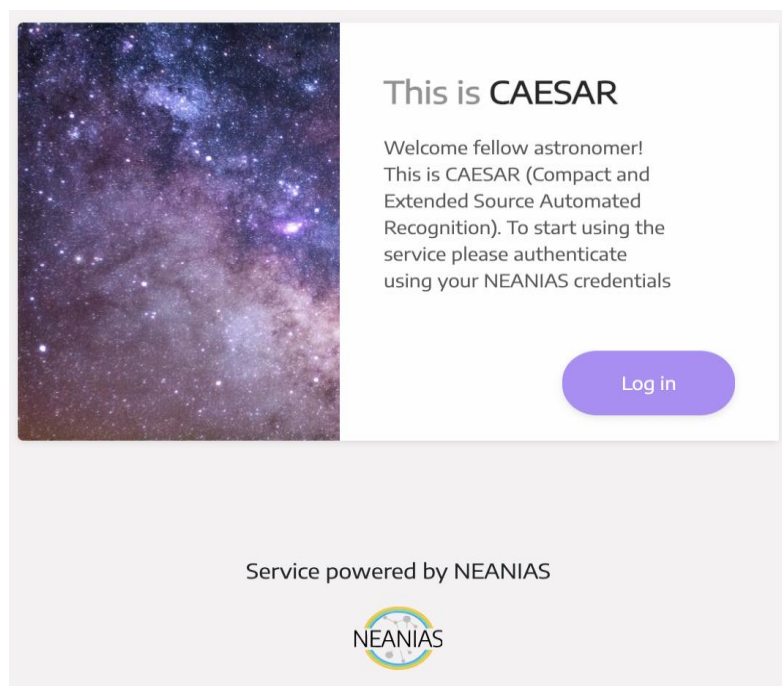 This is CAESAR
Welcome fellow astronomer!
This is CAESAR (Compact and
Extended Source Automated
Recognition). To start using the
service please authenticate
using your NEANIAS credentials
Log in
Service powered by NEANIAS
NEANIAS